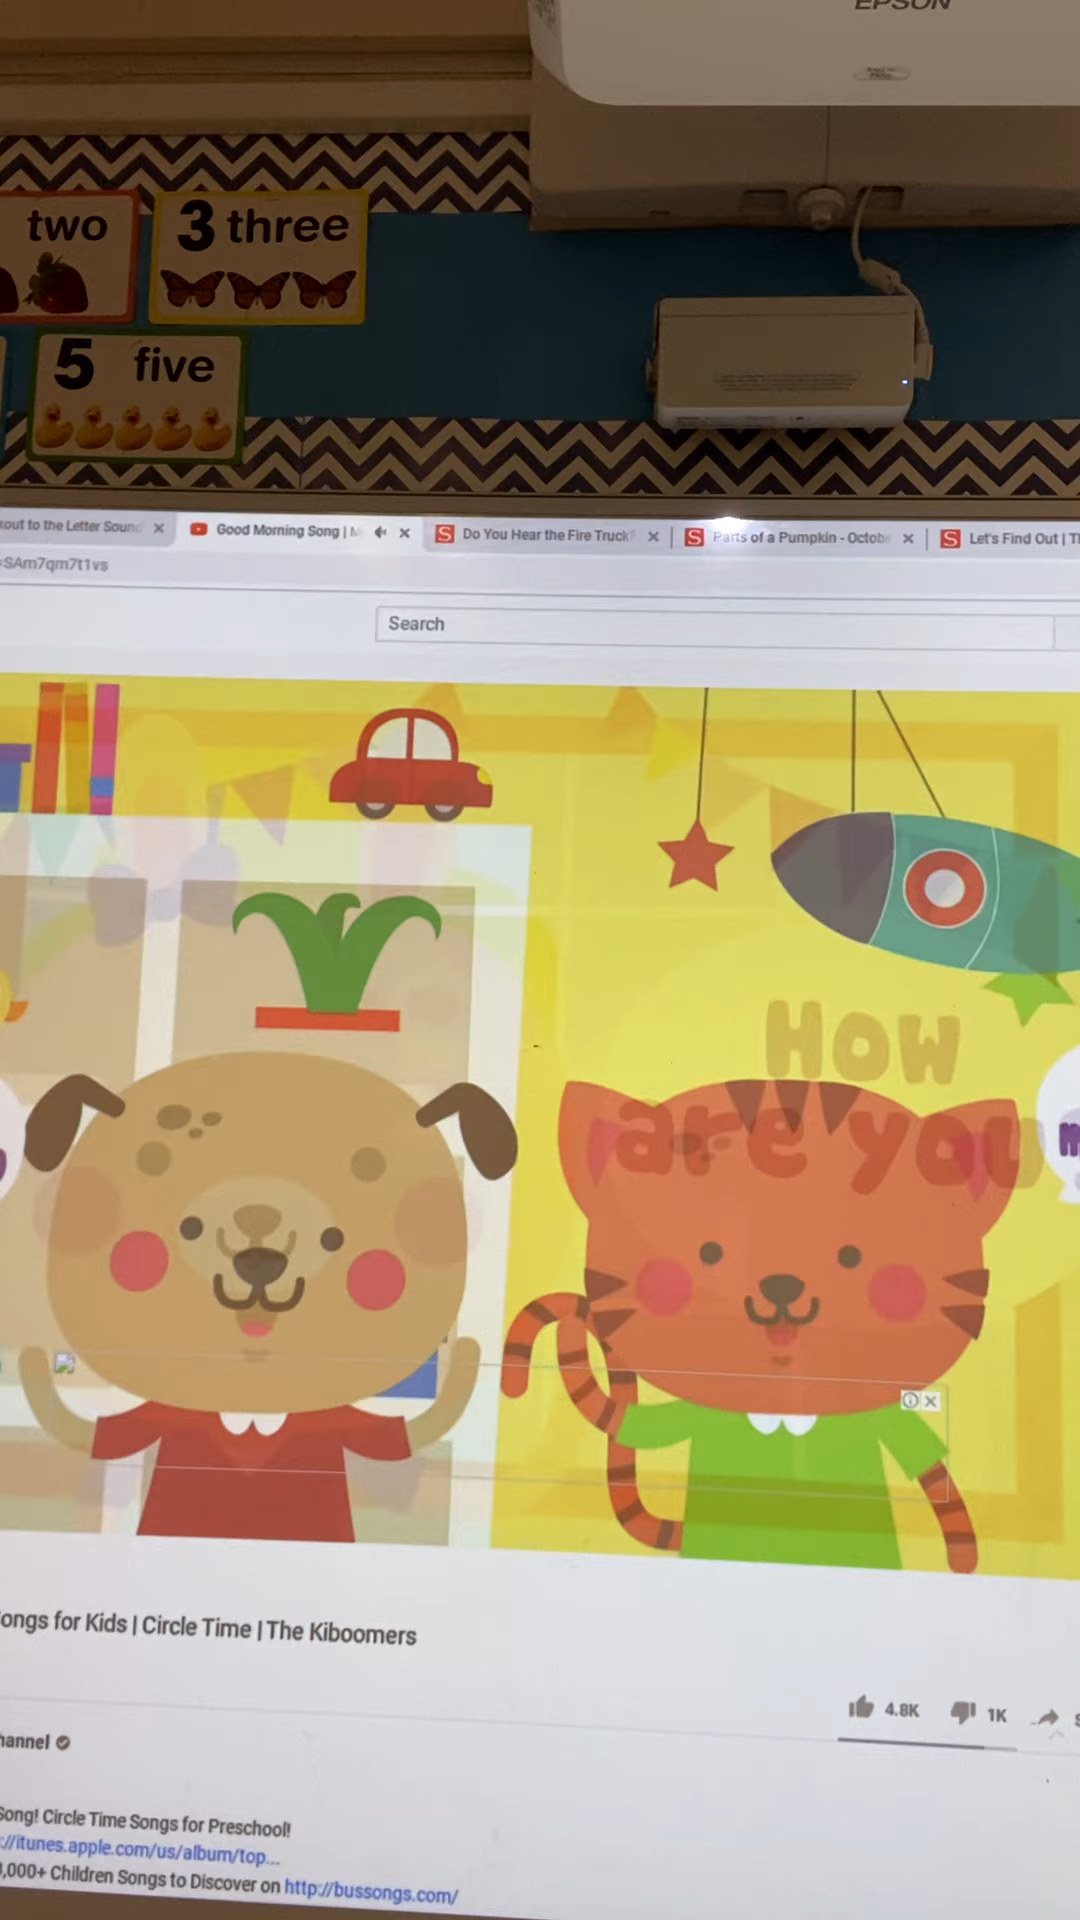 EPSON
two
3 three
5 five
kout to the Letter Sound
Good Morning Song | M
Do You Hear the Fire Truck?
Parts of a Pumpkin - Octob
Let's Find Out | T
=SAm7qm7t1vs
Search
HOW
are you
m
ongs for Kids | Circle Time | The Kiboomers
4.8K
1K
S
hannel
Song! Circle Time Songs for Preschool!
://itunes.apple.com/us/album/top...
,000+ Children Songs to Discover on http://bussongs.com/